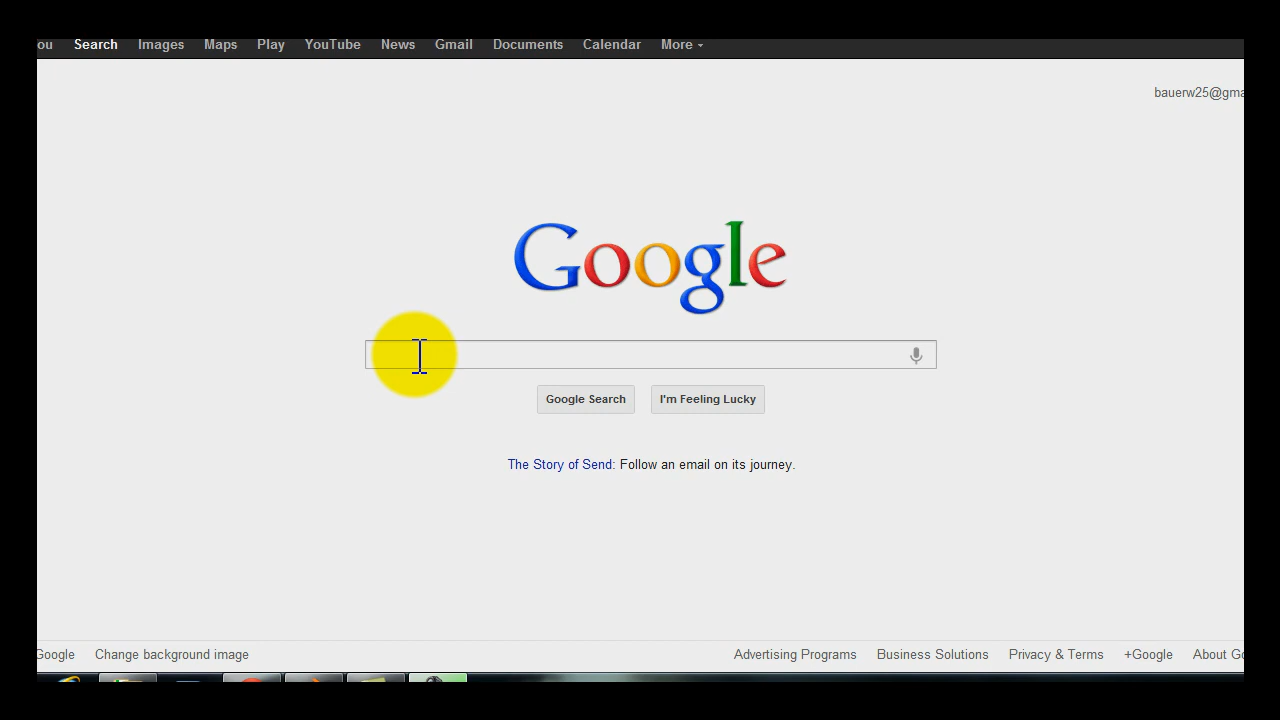 ou Search Images Maps Play YouTube News Gmail Documents Calendar More
bauerw25@gma
Google
Google Search I'm Feeling Lucky
The Story of Send: Follow an email on its journey.
Google Change background image Advertising Programs Business Solutions Privacy & Terms +Google About Go